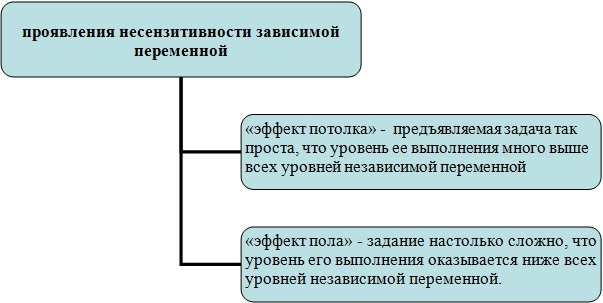 проявления несензитивности зависимой
переменной
«эффект потолка» - предъявляемая задача так
проста, что уровень ее выполнения много выше
всех уровней независимой переменной
«эффект пола» - задание настолько сложно, что
уровень его выполнения оказывается ниже всех
уровней независимой переменной.